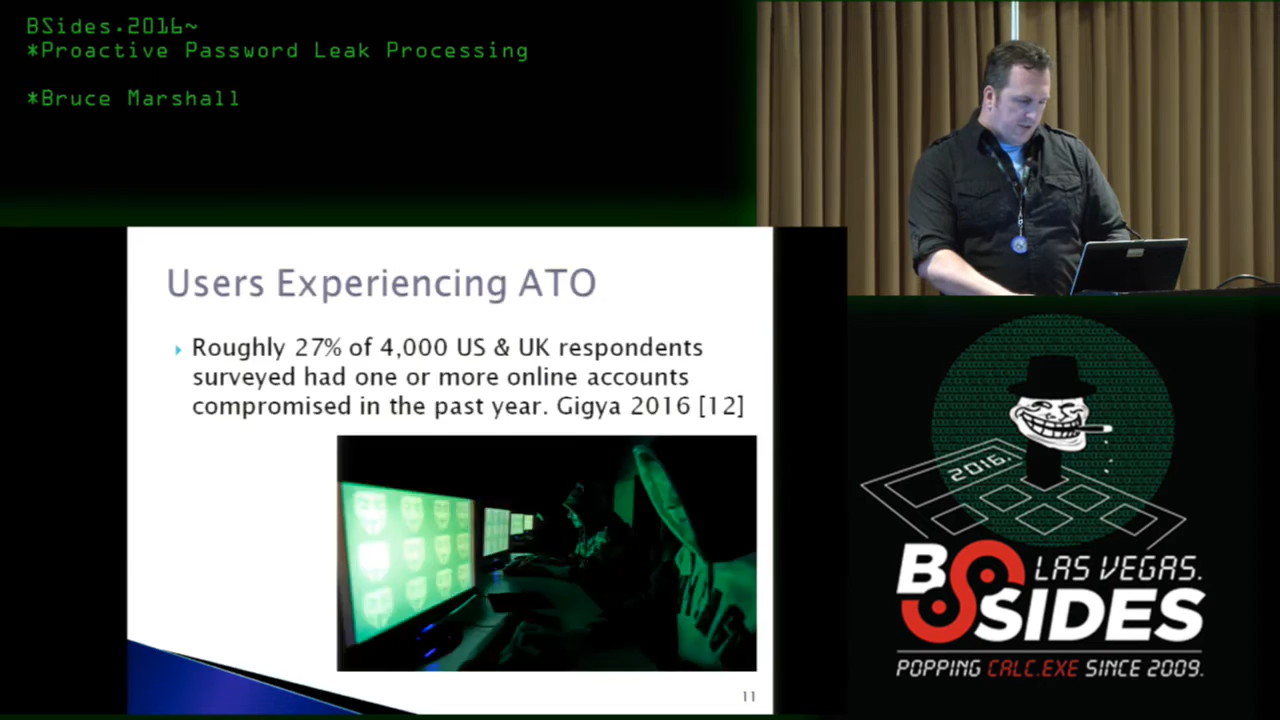 BSides.2016~
*Proactive Password Leak Processing
*Bruce Marshall
Users Experiencing ATO
Roughly 27% of 4,000 US & UK respondents
surveyed had one or more online accounts
compromised in the past year. Gigya 2016 [12]
11
2016.
BSIDES LAS VEGAS.
POPPING CALC.EXE SINCE 2009.